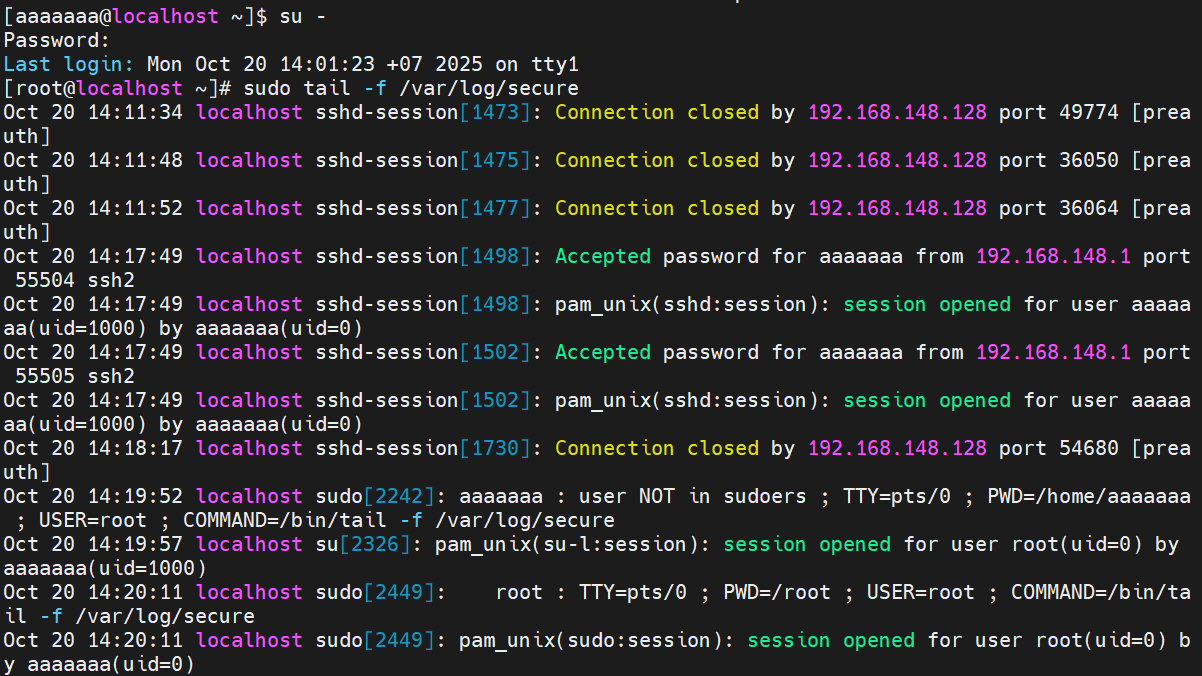 [aaaaaaa@localhost ~]$ su -
Password:
Last login: Mon Oct 20 14:01:23 +07 2025 on tty1
[root@localhost ~]# sudo tail -f /var/log/secure
Oct 20 14:11:34 localhost sshd-session[1473]: Connection closed by 192.168.148.128 port 49774 [prea
uth]
Oct 20 14:11:48 localhost sshd-session[1475]: Connection closed by 192.168.148.128 port 36050 [prea
uth]
Oct 20 14:11:52 localhost sshd-session[1477]: Connection closed by 192.168.148.128 port 36064 [prea
uth]
Oct 20 14:17:49 localhost sshd-session[1498]: Accepted password for aaaaaaa from 192.168.148.1 port
 55504 ssh2
Oct 20 14:17:49 localhost sshd-session[1498]: pam_unix(sshd:session): session opened for user aaaaa
aa(uid=1000) by aaaaaaa(uid=0)
Oct 20 14:17:49 localhost sshd-session[1502]: Accepted password for aaaaaaa from 192.168.148.1 port
 55505 ssh2
Oct 20 14:17:49 localhost sshd-session[1502]: pam_unix(sshd:session): session opened for user aaaaa
aa(uid=1000) by aaaaaaa(uid=0)
Oct 20 14:18:17 localhost sshd-session[1730]: Connection closed by 192.168.148.128 port 54680 [prea
uth]
Oct 20 14:19:52 localhost sudo[2242]: aaaaaaa : user NOT in sudoers ; TTY=pts/0 ; PWD=/home/aaaaaaa
 ; USER=root ; COMMAND=/bin/tail -f /var/log/secure
Oct 20 14:19:57 localhost su[2326]: pam_unix(su-l:session): session opened for user root(uid=0) by
aaaaaaa(uid=1000)
Oct 20 14:20:11 localhost sudo[2449]:    root : TTY=pts/0 ; PWD=/root ; USER=root ; COMMAND=/bin/ta
il -f /var/log/secure
Oct 20 14:20:11 localhost sudo[2449]: pam_unix(sudo:session): session opened for user root(uid=0) b
y aaaaaaa(uid=0)